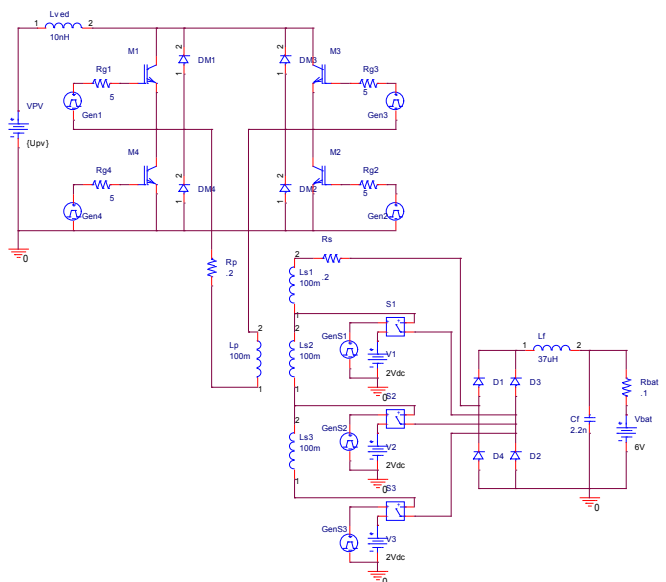 Lved
1 2
10nH
M1
2
DM1
1
Rg1
5
Gen1
2
DM3
1
M3
Rg3
5
Gen3
VPV
{Upv}
M4
2
DM4
1
Rg4
5
Gen4
2
DM2
1
M2
Rg2
5
Gen2
0
Rp
.2
Rs
.2
2
Ls1
100m
1
2
Lp
100m
1
2
Ls2
100m
1
2
Ls3
100m
1
S1
GenS1
V1
2Vdc
0
S2
GenS2
V2
2Vdc
0
S3
GenS3
V3
2Vdc
0
Lf
1 2
37uH
D1
D3
D4
D2
Cf
2.2n
Rbat
.1
Vbat
6V
0